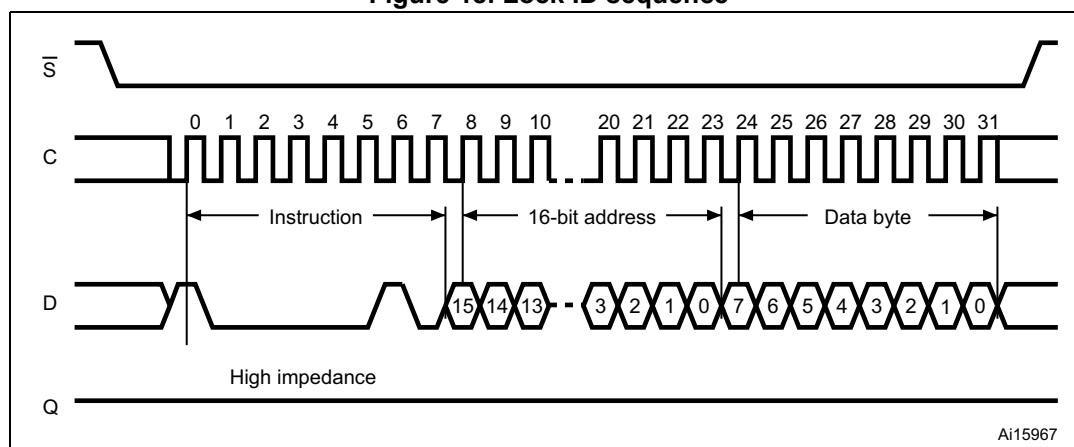 S
0 1 2 3 4 5 6 7 8 9 10 20 21 22 23 24 25 26 27 28 29 30 31
C
Instruction 16-bit address Data byte
D
15 14 13 3 2 1 0 7 6 5 4 3 2 1 0
High impedance
Q
Ai15967